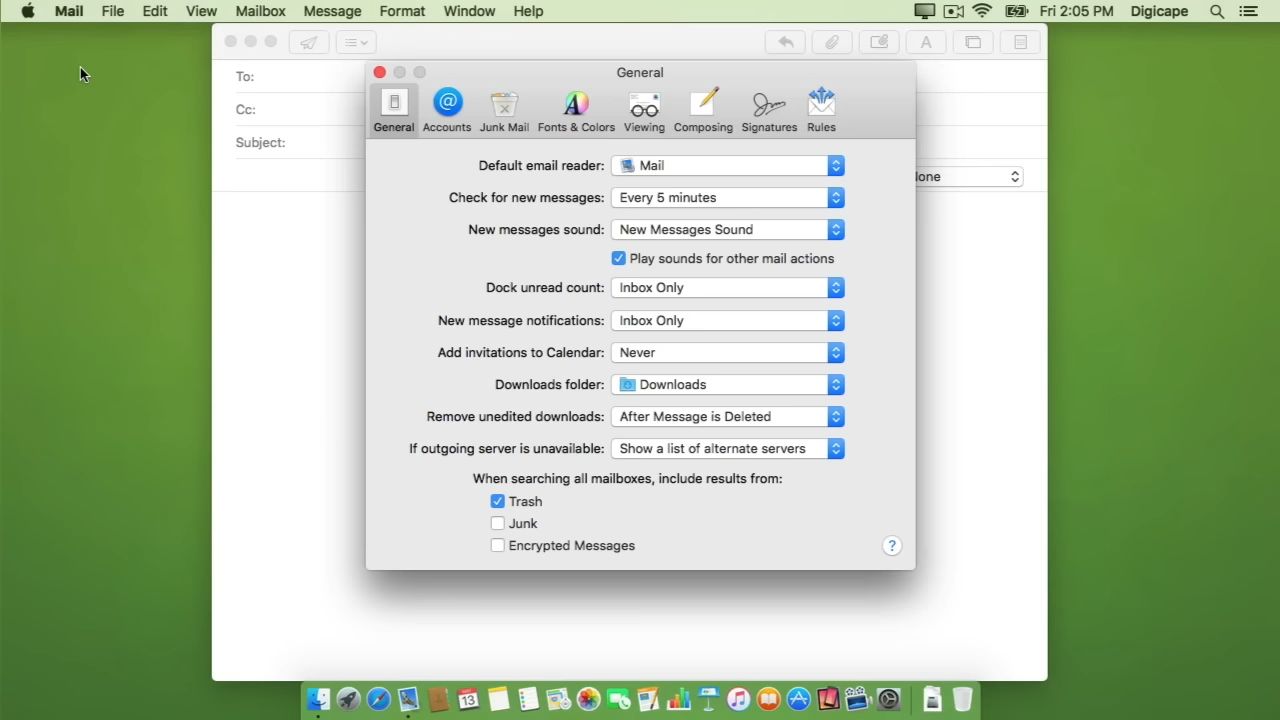 Mail File Edit View Mailbox Message Format Window Help Fri 2:05 PM Digicape
To:
Cc:
Subject:
General
General Accounts Junk Mail Fonts & Colors Viewing Composing Signatures Rules
Default email reader: Mail
Check for new messages: Every 5 minutes
New messages sound: New Messages Sound
Play sounds for other mail actions
Dock unread count: Inbox Only
New message notifications: Inbox Only
Add invitations to Calendar: Never
Downloads folder: Downloads
Remove unedited downloads: After Message is Deleted
If outgoing server is unavailable: Show a list of alternate servers
When searching all mailboxes, include results from:
Trash
Junk
Encrypted Messages
?
13